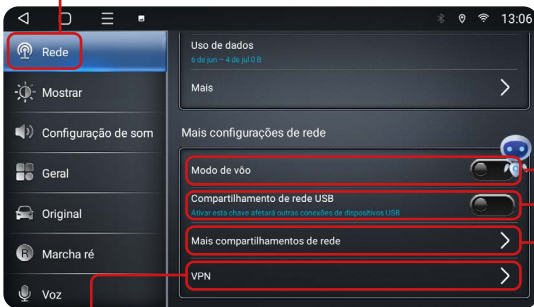 13:06
Rede
Mostrar
Configuração de som
Geral
Original
R Marcha ré
Voz
Uso de dados
6 de jun – 4 de jul 0 B
Mais
Mais configurações de rede
Modo de vôo
Compartilhamento de rede USB
Ativar esta chave afetará outras conexões de dispositivos USB
Mais compartilhamentos de rede
VPN